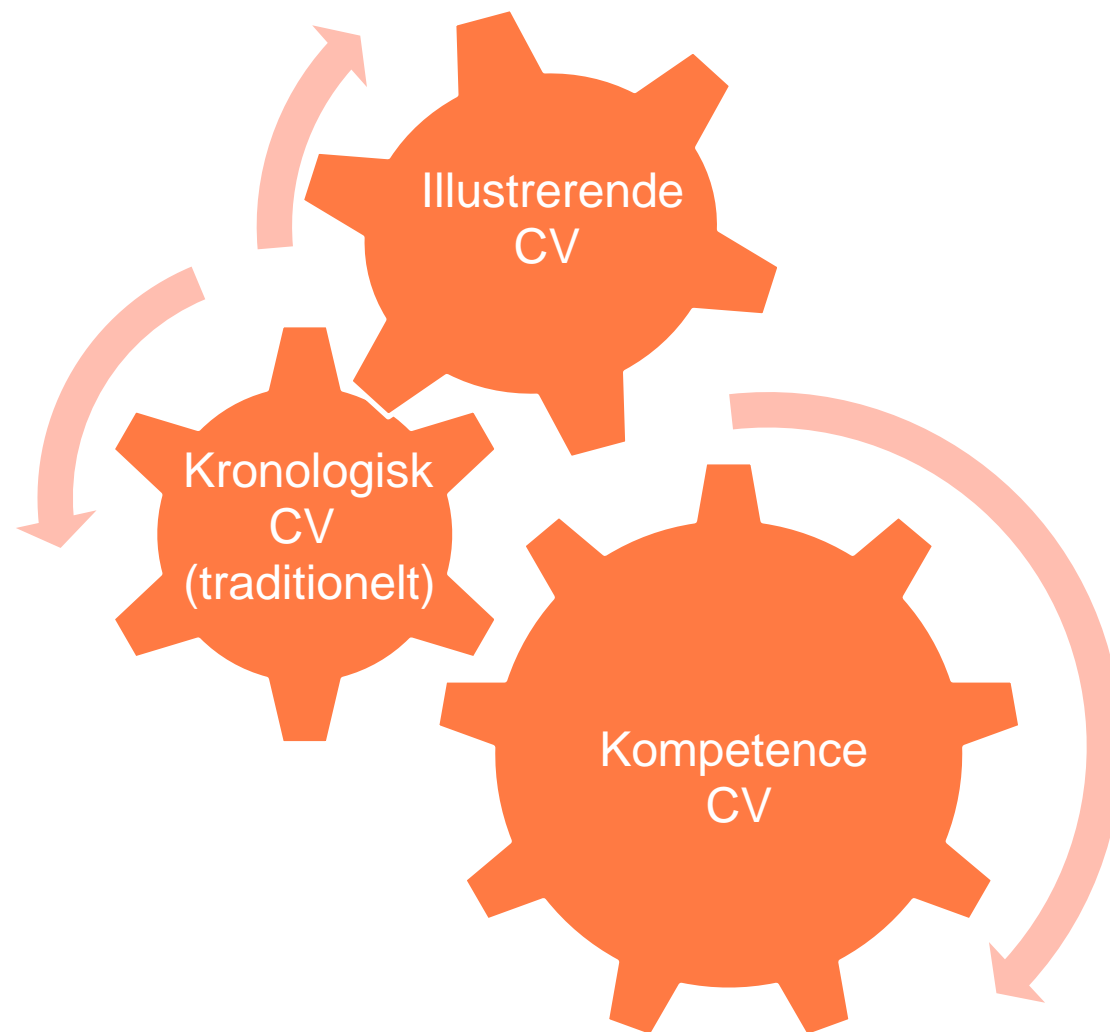 Illustrerende
CV
Kronologisk
CV
(traditionelt)
Kompetence
CV